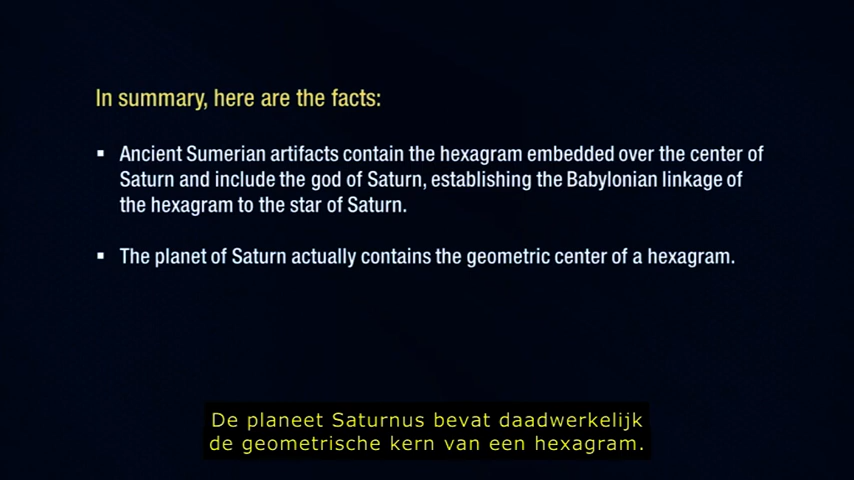 In summary, here are the facts:
▪ Ancient Sumerian artifacts contain the hexagram embedded over the center of
Saturn and include the god of Saturn, establishing the Babylonian linkage of
the hexagram to the star of Saturn.
▪ The planet of Saturn actually contains the geometric center of a hexagram.
De planeet Saturnus bevat daadwerkelijk
de geometrische kern van een hexagram.